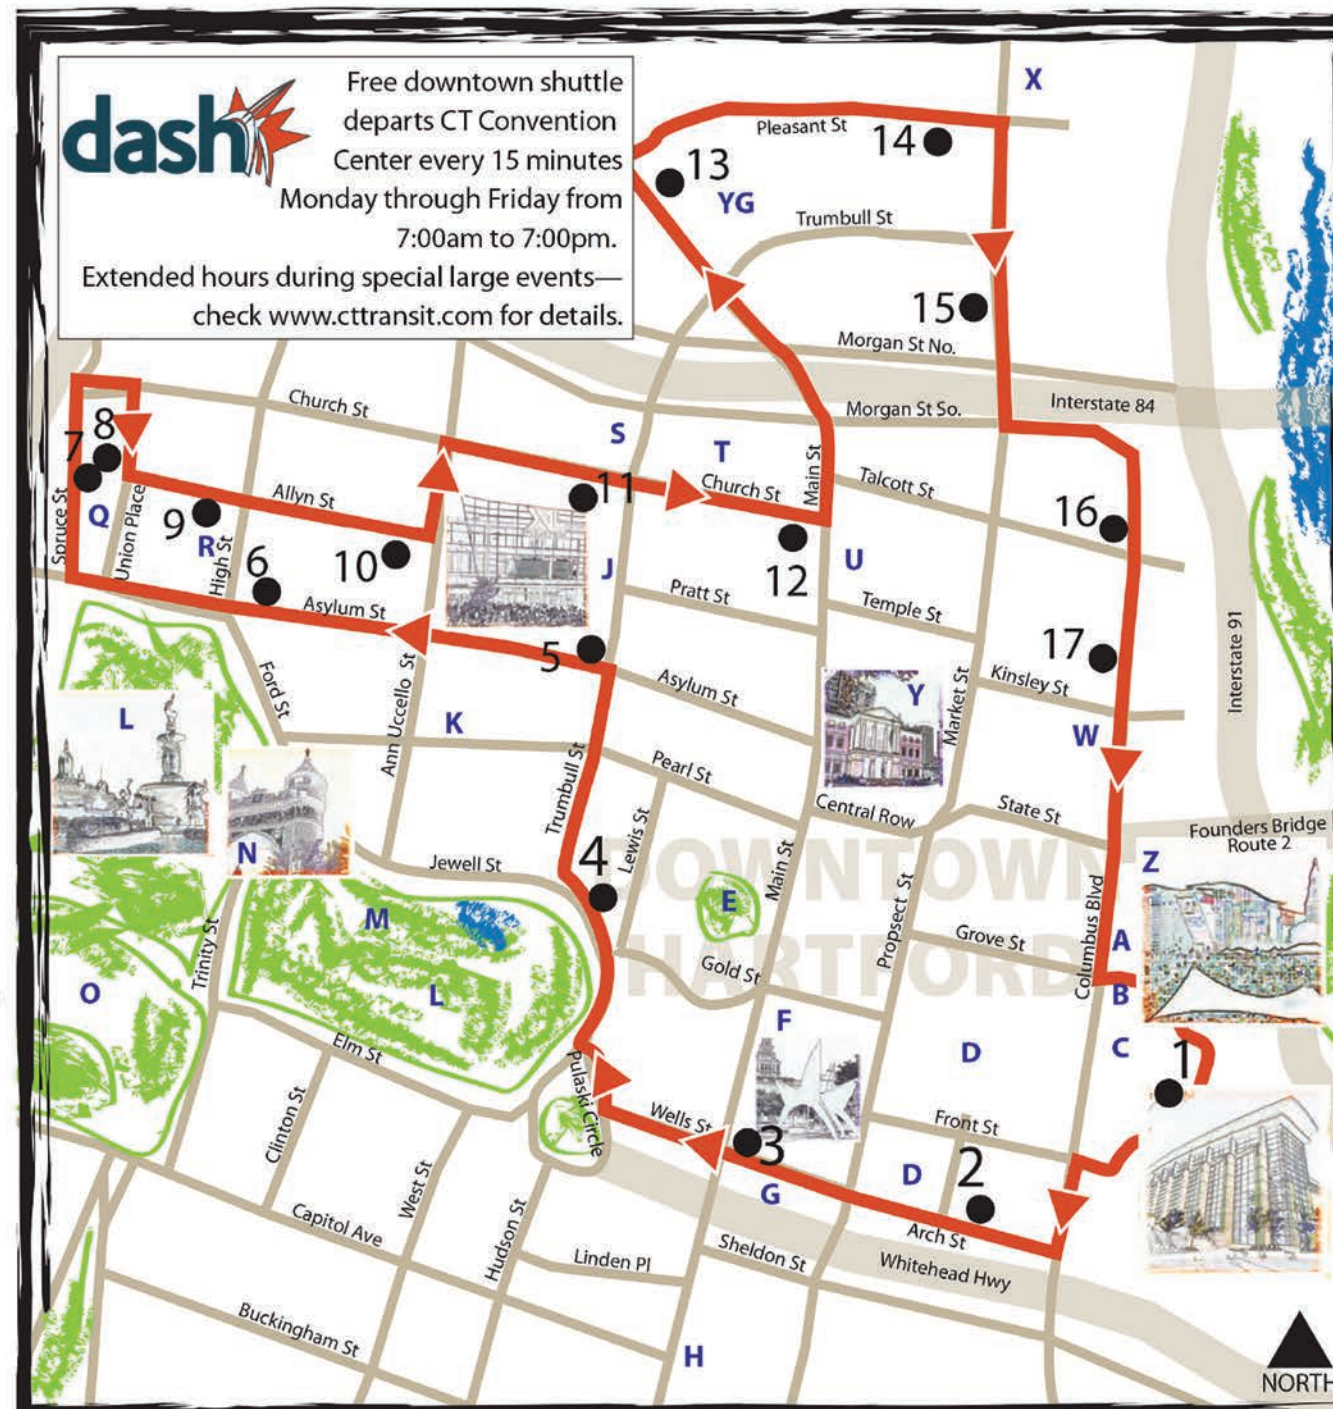 dash
Free downtown shuttle
departs CT Convention
Center every 15 minutes
Monday through Friday from
7:00am to 7:00pm.
Extended hours during special large events—
check www.cttransit.com for details.
X
Pleasant St
14
13
YG
Trumbull St
15
Morgan St No.
Interstate 84
Church St
Morgan St So.
S
T
8
7
11
Church St
Main St
Talcott St
Allyn St
Spruce St
Q
Union Place
9
R
High St
6
10
J
16
12
U
Pratt St
Temple St
Asylum St
5
17
Kinsley St
Interstate 91
Ford St
Ann Uccello St
K
Asylum St
Y
Market St
W
L
Trumbull St
Pearl St
Central Row
State St
Founders Bridge
Route 2
N
Jewell St
4
Lewis St
DOWNTOWN
HARTFORD
Main St
Z
M
E
Propsect St
Grove St
Columbus Blvd
A
Trinity St
L
Gold St
B
O
F
D
C
1
Elm St
Pulaski Circle
Clinton St
Wells St
3
Front St
D
2
G
West St
Arch St
Capitol Ave
Hudson St
Linden Pl
Sheldon St
Whitehead Hwy
Buckingham St
H
NORTH